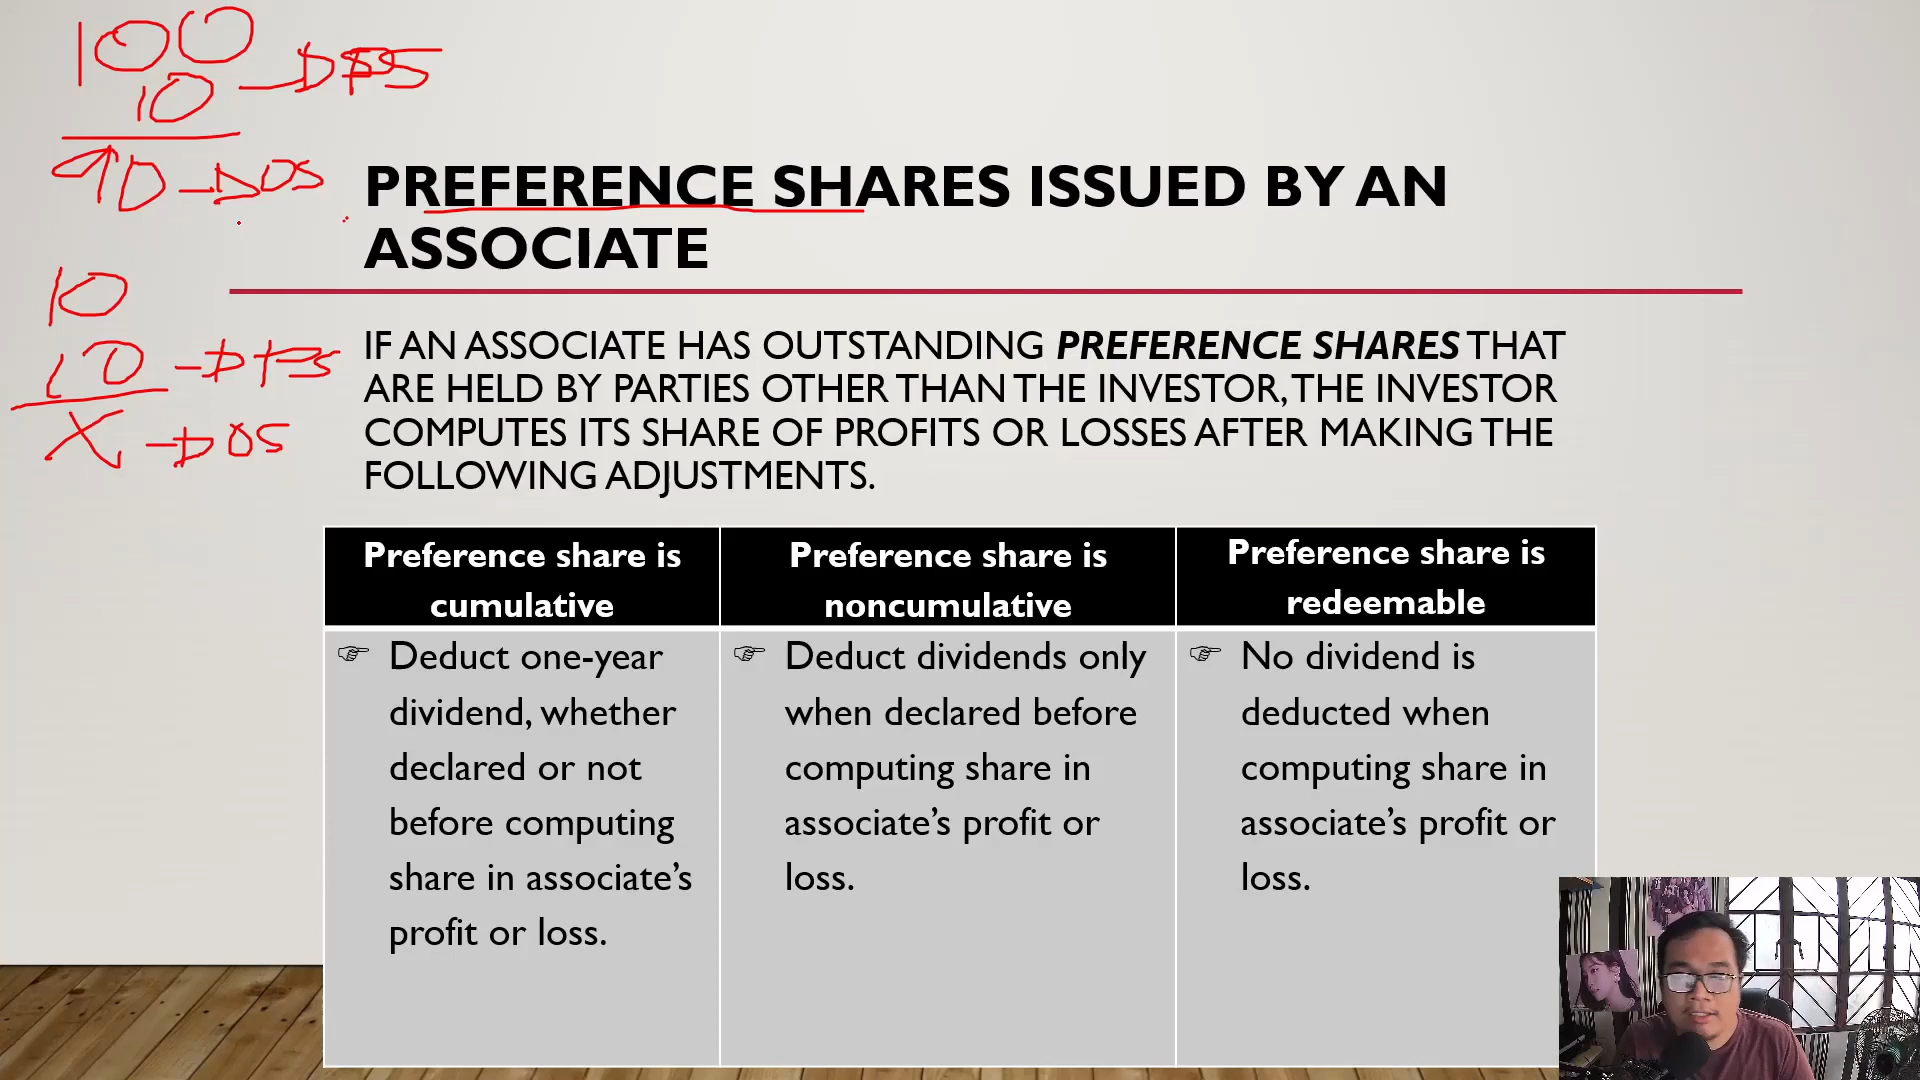 100
10 - DPS
90 - DOS
PREFERENCE SHARES ISSUED BY AN
ASSOCIATE
10
10 - DPS
X - DOS
IF AN ASSOCIATE HAS OUTSTANDING PREFERENCE SHARES THAT
ARE HELD BY PARTIES OTHER THAN THE INVESTOR, THE INVESTOR
COMPUTES ITS SHARE OF PROFITS OR LOSSES AFTER MAKING THE
FOLLOWING ADJUSTMENTS.
Preference share is
cumulative
☞ Deduct one-year
dividend, whether
declared or not
before computing
share in associate’s
profit or loss.
Preference share is
noncumulative
☞ Deduct dividends only
when declared before
computing share in
associate’s profit or
loss.
Preference share is
redeemable
☞ No dividend is
deducted when
computing share in
associate’s profit or
loss.